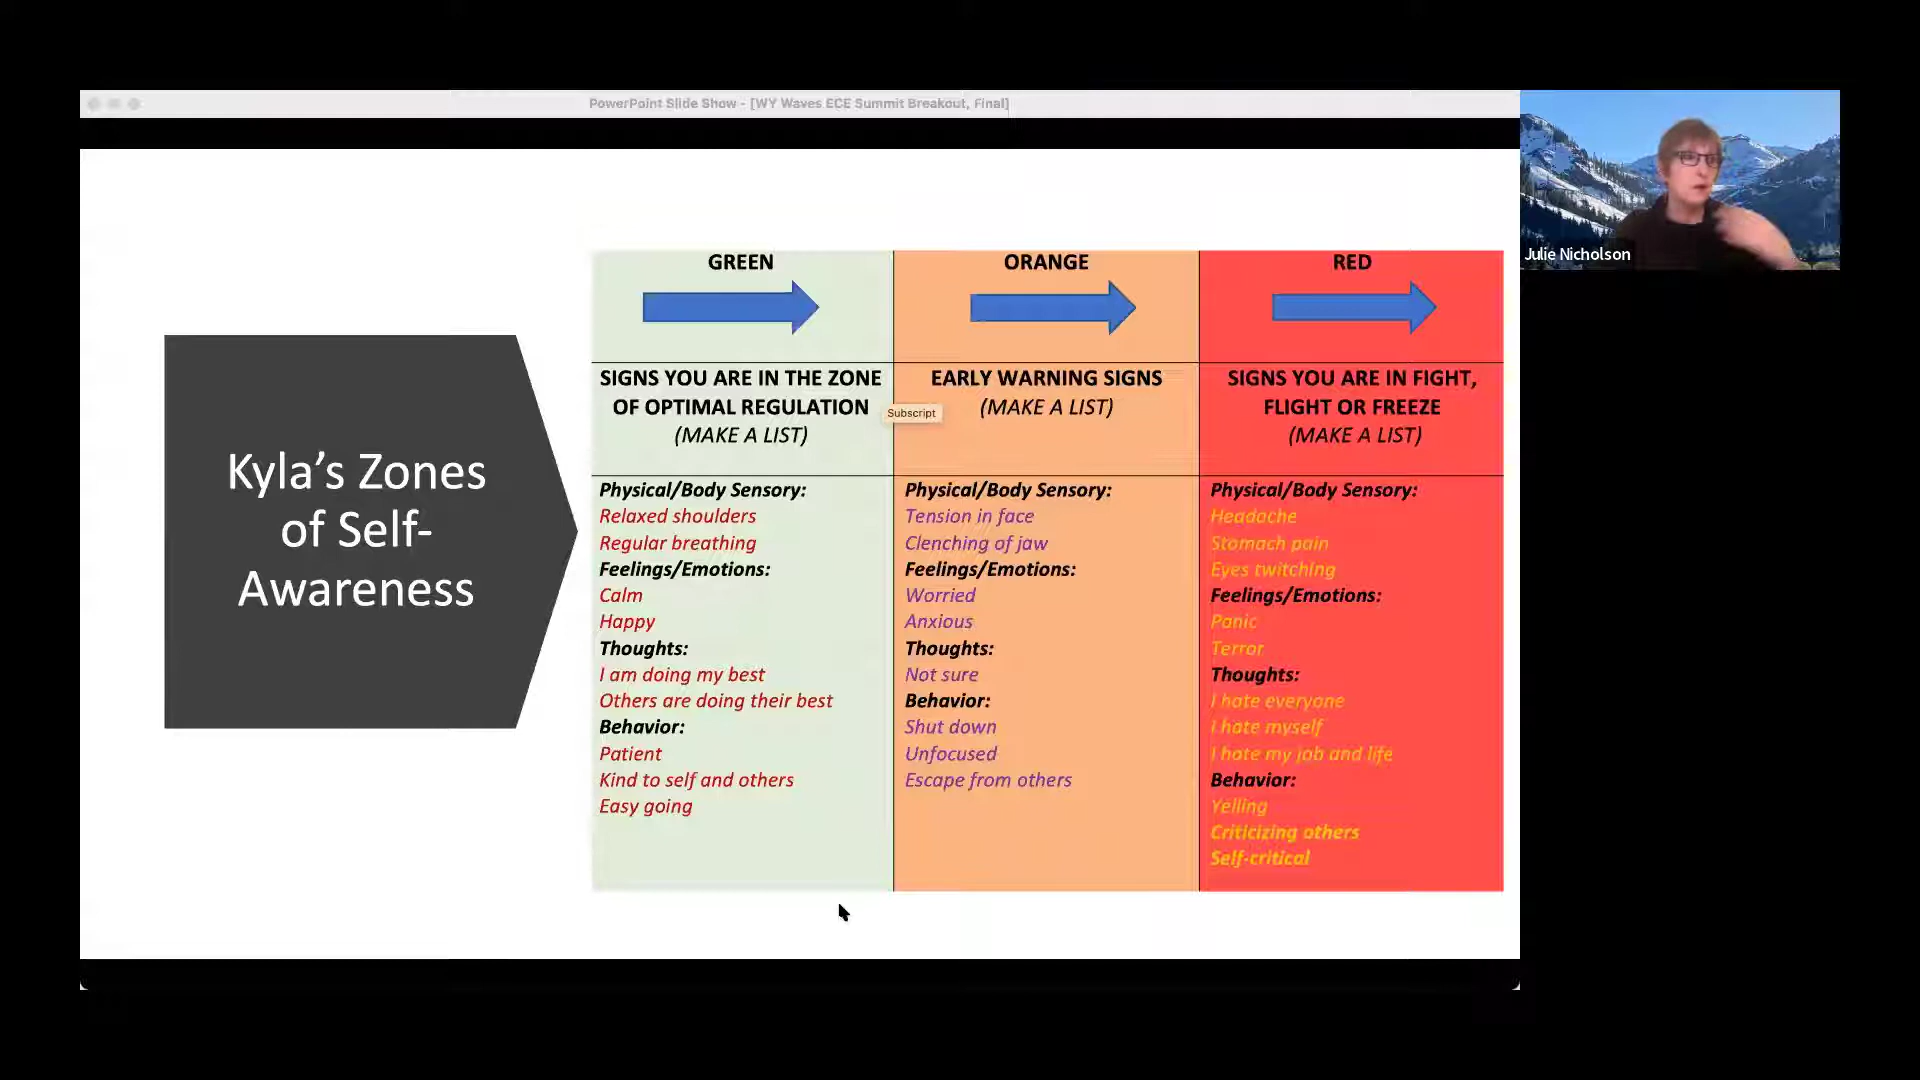 PowerPoint Slide Show - [WY Waves ECE Summit Breakout, Final]
Julie Nicholson
Kyla’s Zones
of Self-
Awareness
GREEN
SIGNS YOU ARE IN THE ZONE
OF OPTIMAL REGULATION
(MAKE A LIST)
Physical/Body Sensory:
Relaxed shoulders
Regular breathing
Feelings/Emotions:
Calm
Happy
Thoughts:
I am doing my best
Others are doing their best
Behavior:
Patient
Kind to self and others
Easy going
Subscript
ORANGE
EARLY WARNING SIGNS
(MAKE A LIST)
Physical/Body Sensory:
Tension in face
Clenching of jaw
Feelings/Emotions:
Worried
Anxious
Thoughts:
Not sure
Behavior:
Shut down
Unfocused
Escape from others
RED
SIGNS YOU ARE IN FIGHT,
FLIGHT OR FREEZE
(MAKE A LIST)
Physical/Body Sensory:
Headache
Stomach pain
Eyes twitching
Feelings/Emotions:
Panic
Terror
Thoughts:
I hate everyone
I hate myself
I hate my job and life
Behavior:
Yelling
Criticizing others
Self-critical